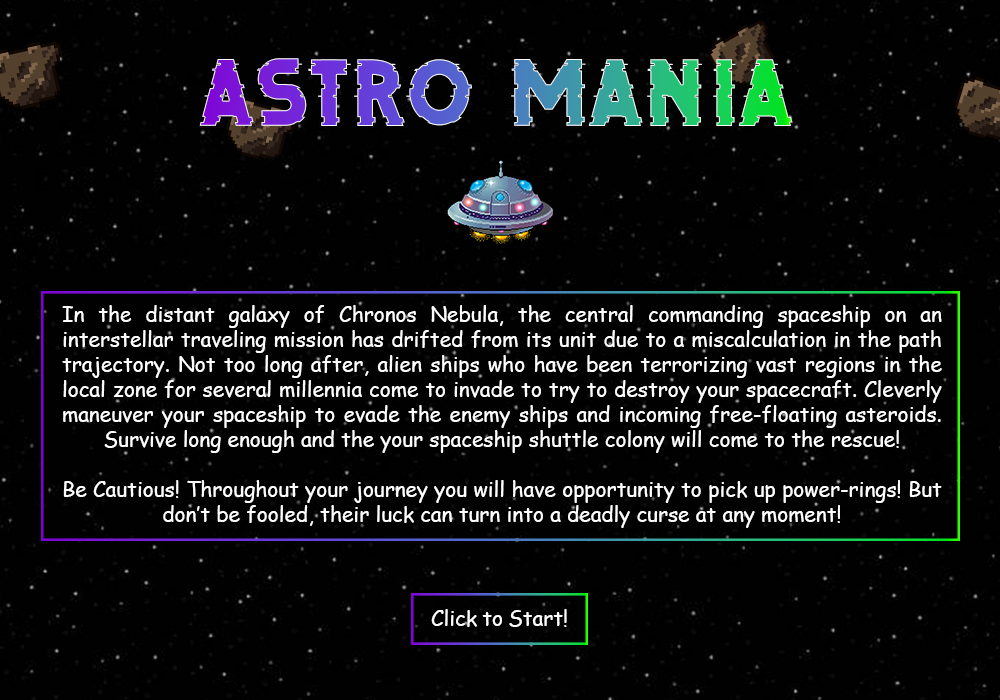 ASTRO MANIA
In the distant galaxy of Chronos Nebula, the central commanding spaceship on an
interstellar traveling mission has drifted from its unit due to a miscalculation in the path
trajectory. Not too long after, alien ships who have been terrorizing vast regions in the
local zone for several millennia come to invade to try to destroy your spacecraft. Cleverly
maneuver your spaceship to evade the enemy ships and incoming free-floating asteroids.
Survive long enough and the your spaceship shuttle colony will come to the rescue!
Be Cautious! Throughout your journey you will have opportunity to pick up power-rings! But
don't be fooled, their luck can turn into a deadly curse at any moment!
Click to Start!